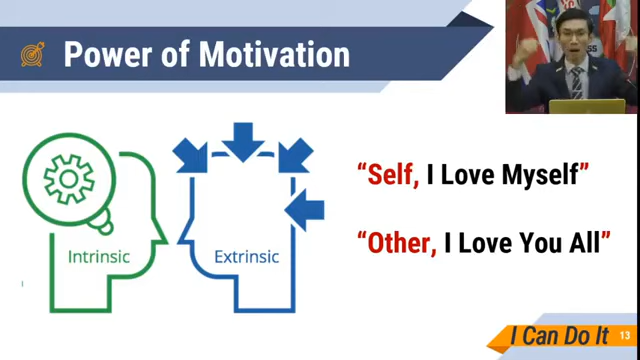 Power of Motivation
Intrinsic
Extrinsic
“Self, I Love Myself”
“Other, I Love You All”
I Can Do It
13